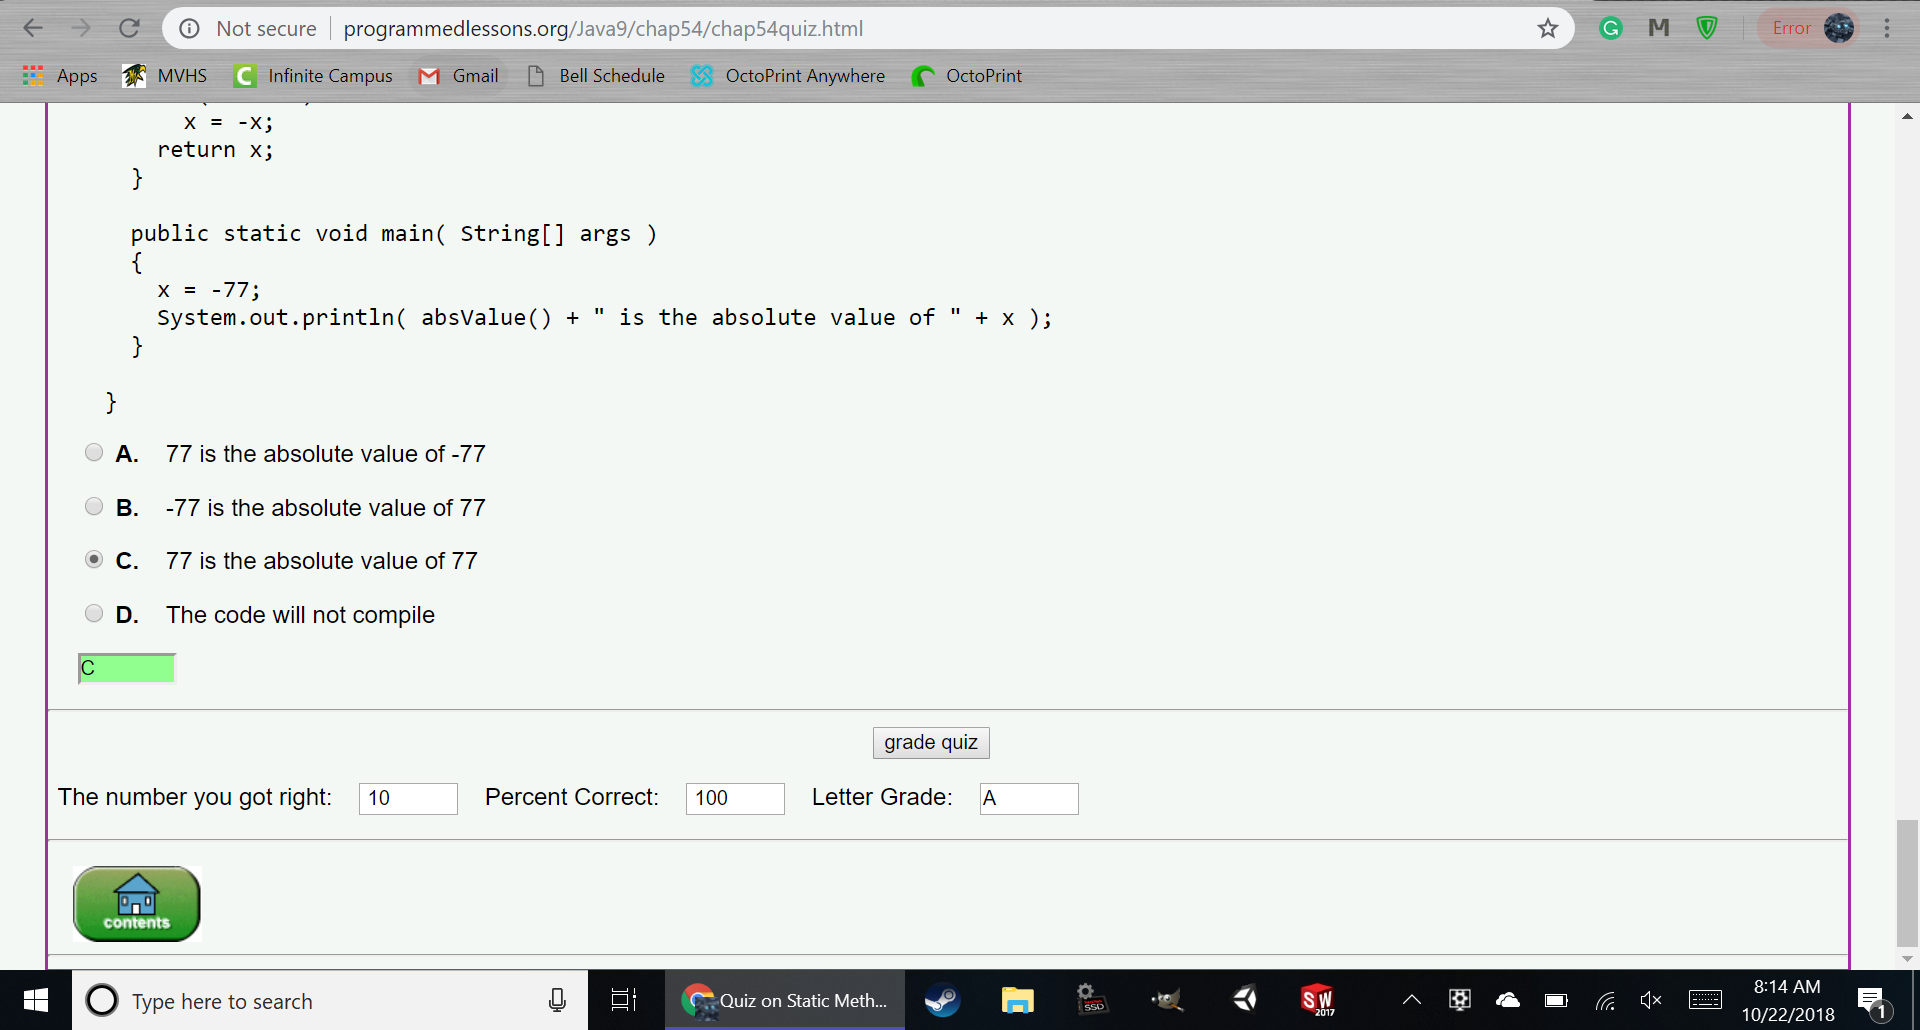 Not secure
programmedlessons.org/Java9/chap54/chap54quiz.html
G
M
Error
Apps
MVHS
C
Infinite Campus
Gmail
Bell Schedule
OctoPrint Anywhere
OctoPrint
x = -x;
return x;
}
public static void main( String[] args )
{
x = -77;
System.out.println( absValue() + " is the absolute value of " + x );
}
}
A. 77 is the absolute value of -77
B. -77 is the absolute value of 77
C. 77 is the absolute value of 77
D. The code will not compile
C
grade quiz
The number you got right: 10 Percent Correct: 100 Letter Grade: A
contents
Type here to search
Quiz on Static Meth...
SSD
SW
2017
8:14 AM
10/22/2018
1